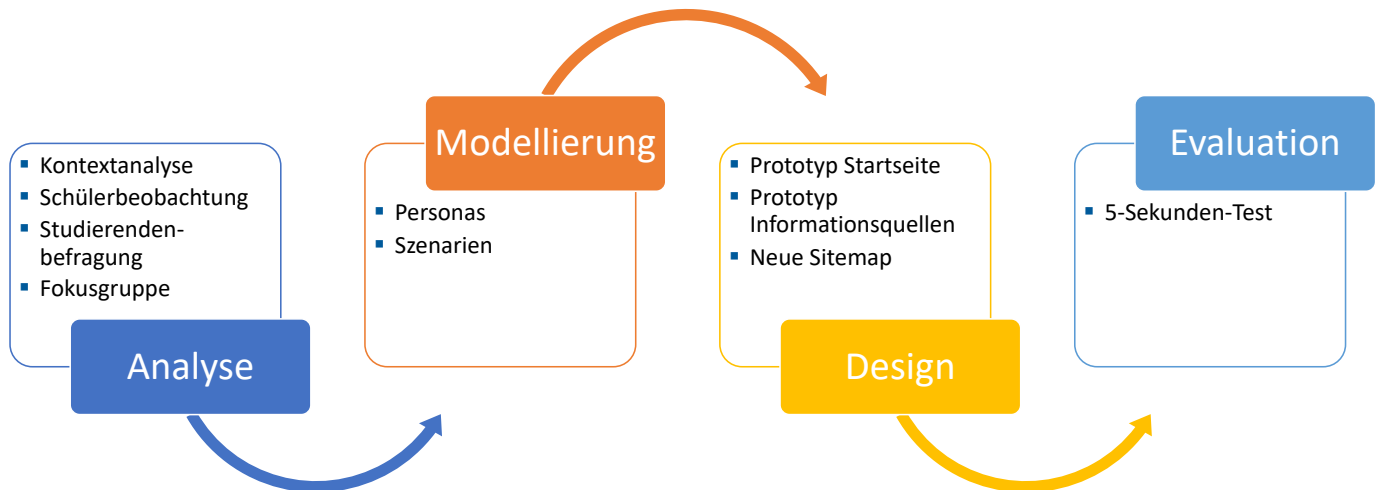 Kontextanalyse
Schülerbeobachtung
Studierenden-
befragung
Fokusgruppe
Analyse
Modellierung
Personas
Szenarien
Prototyp Startseite
Prototyp
Informationsquellen
Neue Sitemap
Design
Evaluation
5-Sekunden-Test